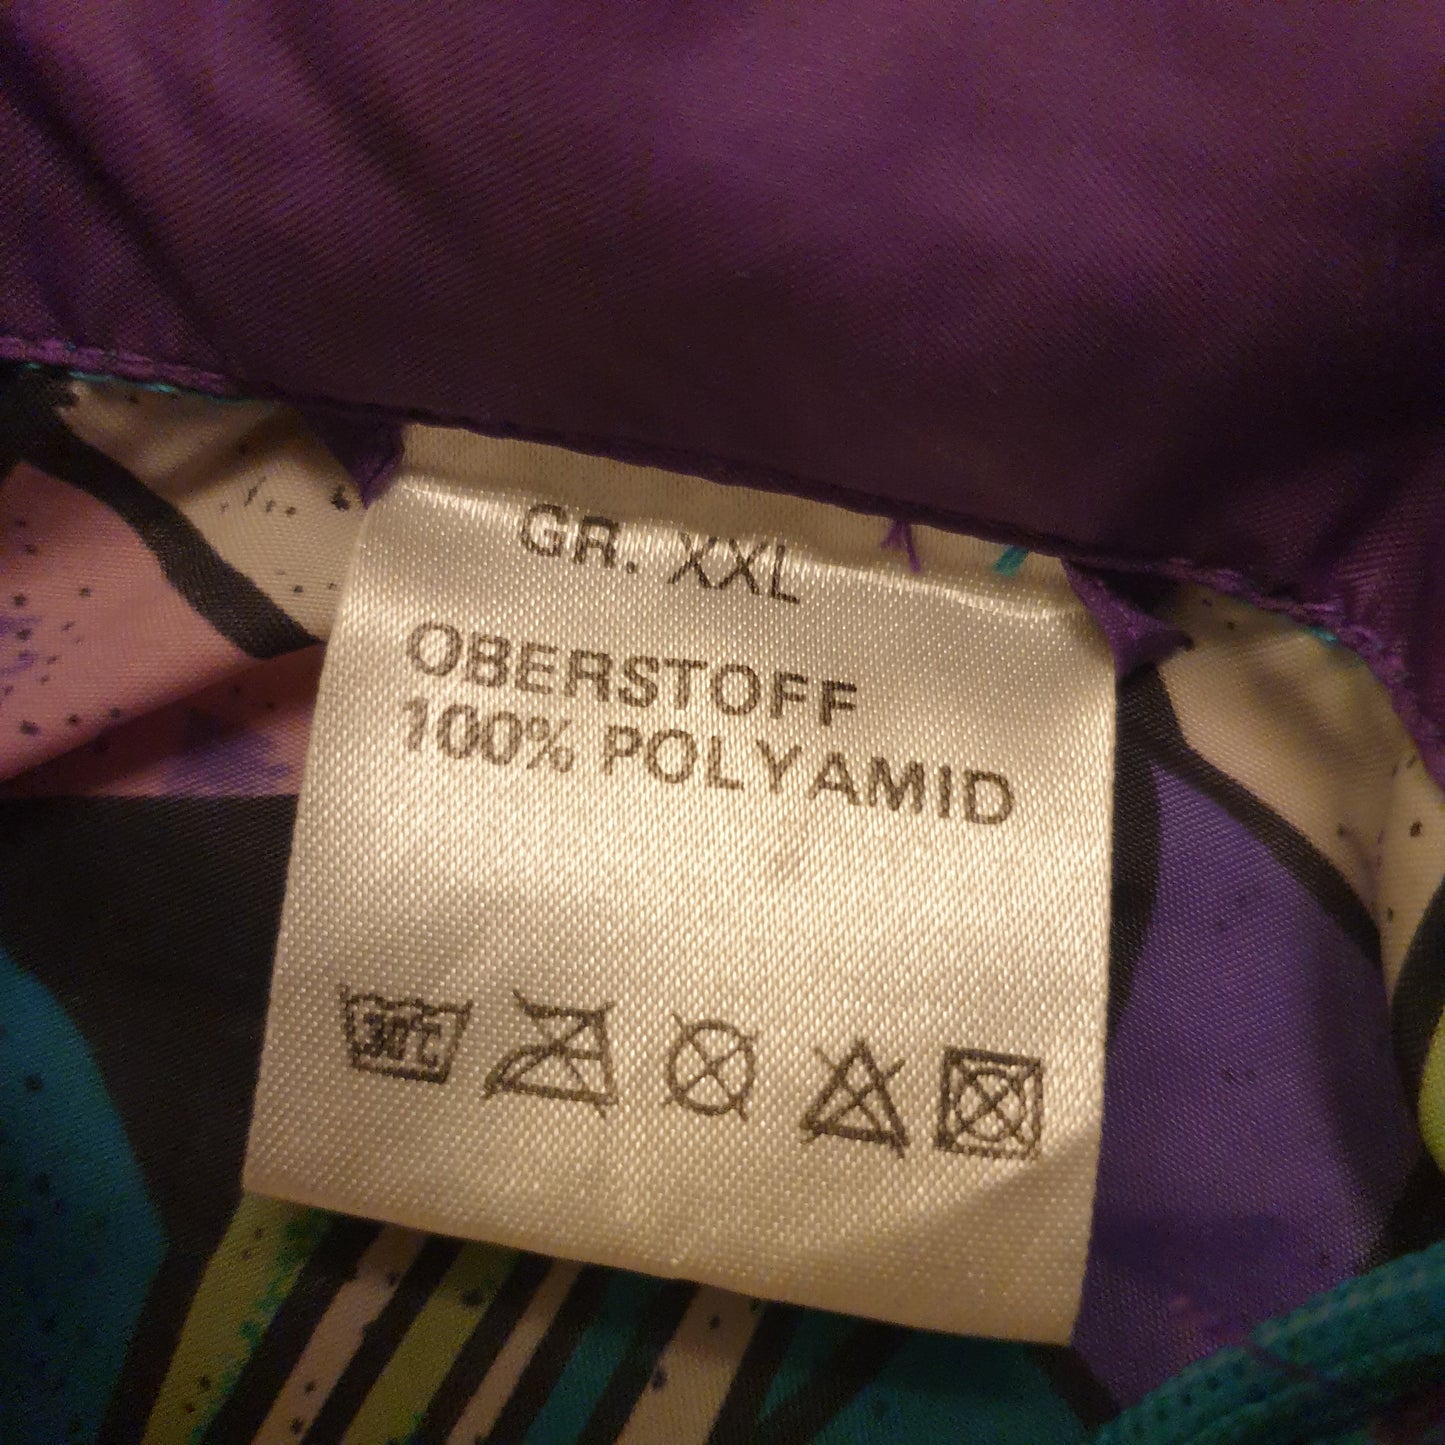 GR. XXL
OBERSTOFF
100% POLYAMID
30°C